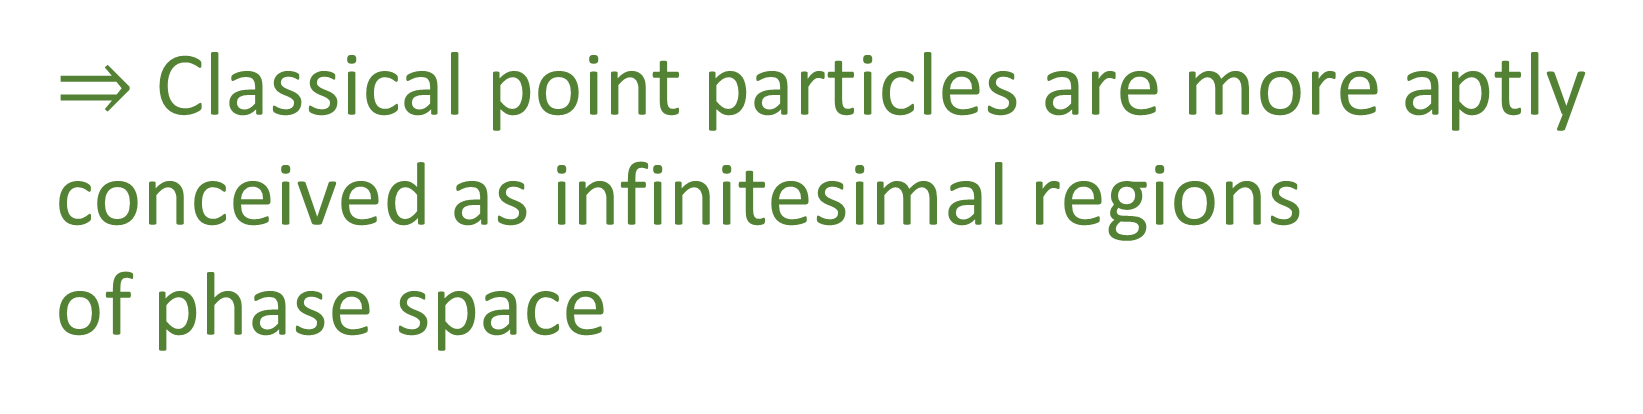 ⇒ Classical point particles are more aptly
conceived as infinitesimal regions
of phase space